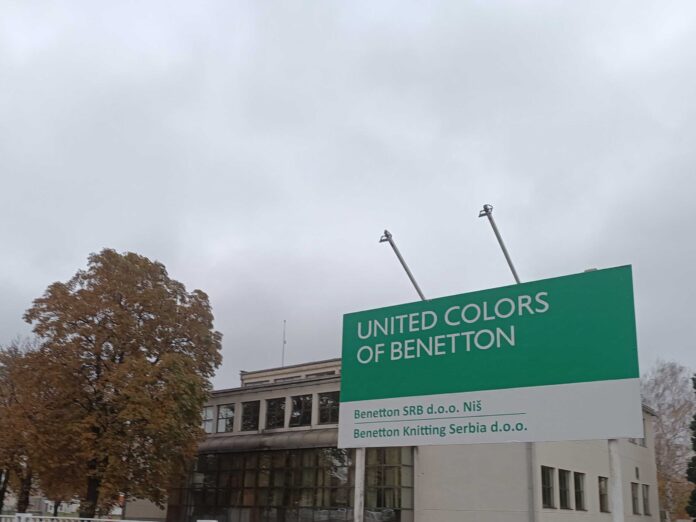 UNITED COLORS
OF BENETTON
Benetton SRB d.o.o. Niš
Benetton Knitting Serbia d.o.o.